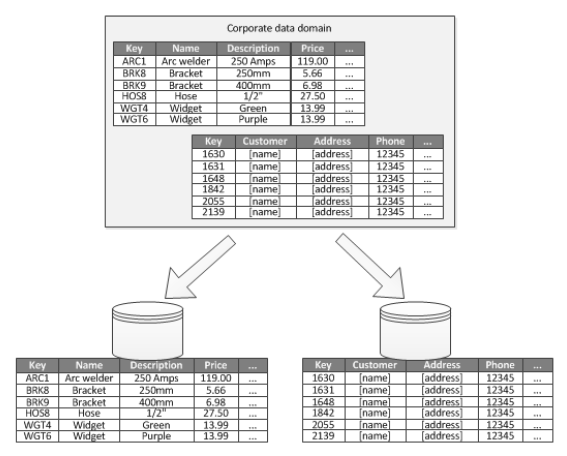 Corporate data domain
Key Name Description Price ...
ARC1 Arc welder 250 Amps 119.00 ...
BRK8 Bracket 250mm 5.66 ...
BRK9 Bracket 400mm 6.98 ...
HOS8 Hose 1/2" 27.50 ...
WGT4 Widget Green 13.99 ...
WGT6 Widget Purple 13.99 ...
Key Customer Address Phone ...
1630 [name] [address] 12345 ...
1631 [name] [address] 12345 ...
1648 [name] [address] 12345 ...
1842 [name] [address] 12345 ...
2055 [name] [address] 12345 ...
2139 [name] [address] 12345 ...
Key Name Description Price ...
ARC1 Arc welder 250 Amps 119.00 ...
BRK8 Bracket 250mm 5.66 ...
BRK9 Bracket 400mm 6.98 ...
HOS8 Hose 1/2" 27.50 ...
WGT4 Widget Green 13.99 ...
WGT6 Widget Purple 13.99 ...
Key Customer Address Phone ...
1630 [name] [address] 12345 ...
1631 [name] [address] 12345 ...
1648 [name] [address] 12345 ...
1842 [name] [address] 12345 ...
2055 [name] [address] 12345 ...
2139 [name] [address] 12345 ...